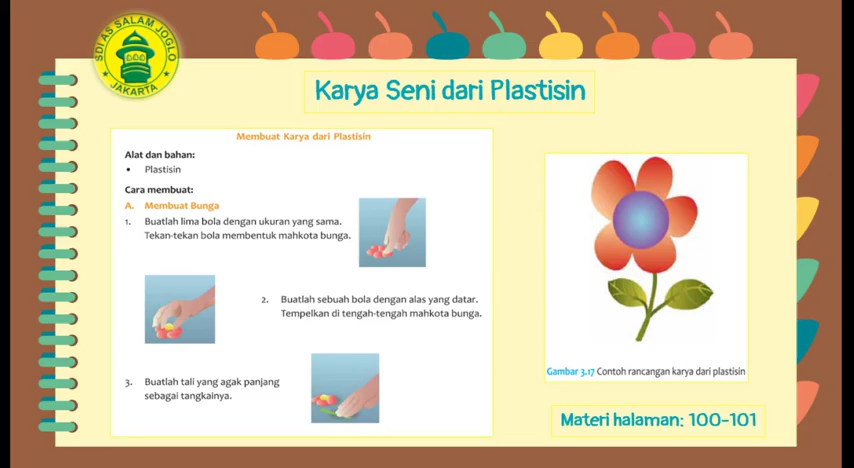 SDI AS SALAM JOGLO
JAKARTA
Karya Seni dari Plastisin
Membuat Karya dari Plastisin
Alat dan bahan:
• Plastisin
Cara membuat:
A. Membuat Bunga
1. Buatlah lima bola dengan ukuran yang sama.
Tekan-tekan bola membentuk mahkota bunga.
2. Buatlah sebuah bola dengan alas yang datar.
Tempelkan di tengah-tengah mahkota bunga.
3. Buatlah tali yang agak panjang
sebagai tangkainya.
Gambar 3.17 Contoh rancangan karya dari plastisin
Materi halaman: 100-101